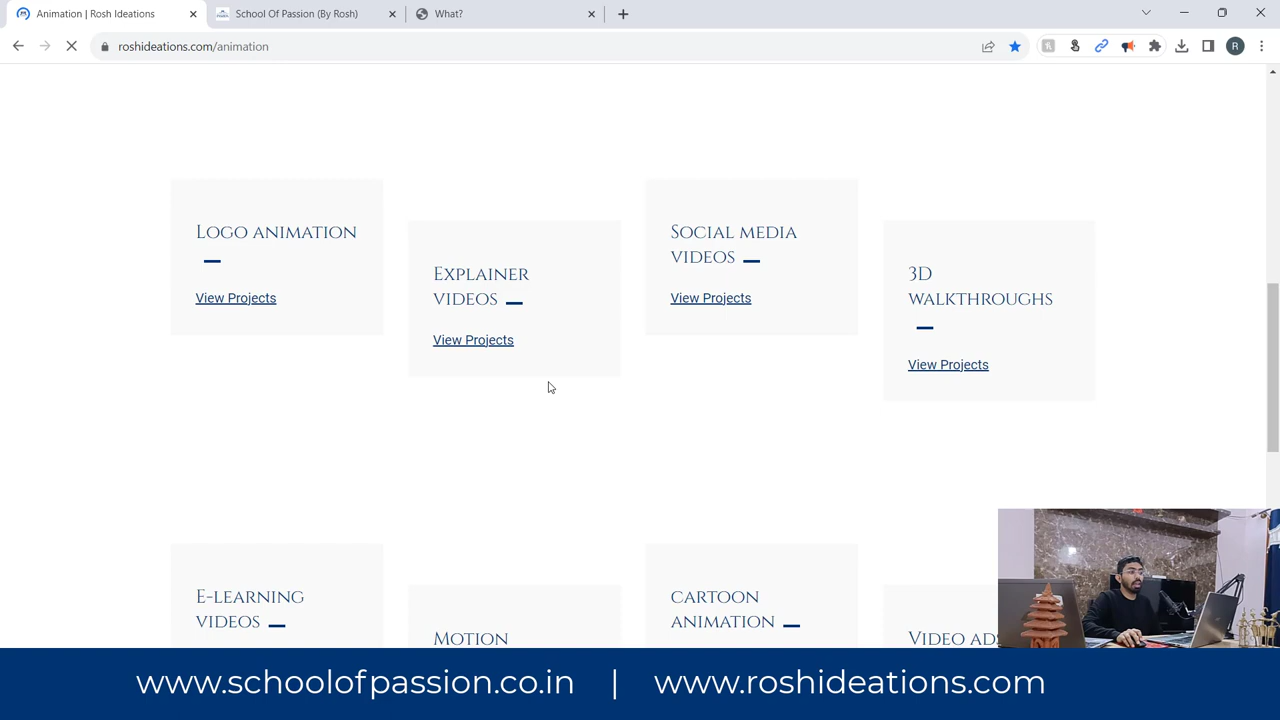 Animation | Rosh Ideations
School Of Passion (By Rosh)
What?
roshideations.com/animation
R
LOGO ANIMATION
View Projects
EXPLAINER
VIDEOS
View Projects
SOCIAL MEDIA
VIDEOS
View Projects
3D
WALKTHROUGHS
View Projects
E-LEARNING
VIDEOS
MOTION
CARTOON
ANIMATION
VIDEO ADS
www.schoolofpassion.co.in | www.roshideations.com